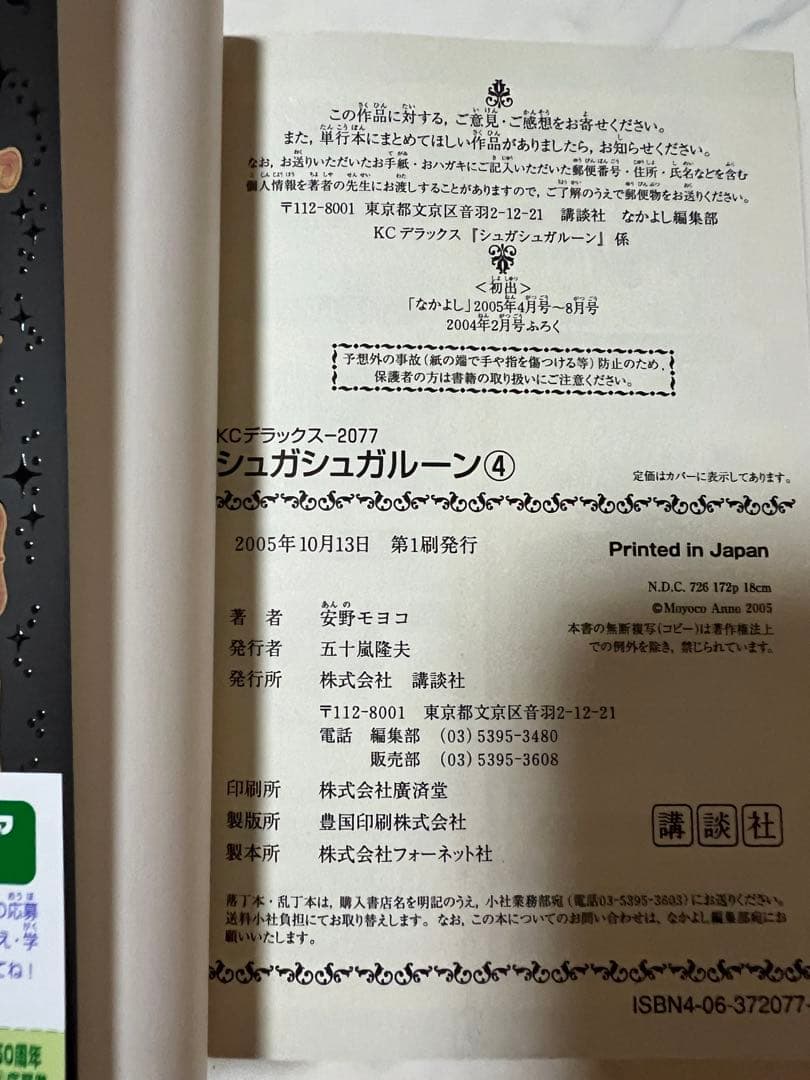 この作品に対する,ご意見・ご感想をお寄せください。
また,単行本にまとめてほしい作品がありましたら,お知らせください。
なお,お送りいただいたお手紙・おハガキにご記入いただいた郵便番号・住所・氏名などを含む
個人情報を著者の先生にお渡しすることがありますので,ご了解のうえで郵便物をお送りください。
〒112-8001 東京都文京区音羽2-12-21 講談社 なかよし編集部
KCデラックス『シュガシュガルーン』係
<初出>
「なかよし」2005年4月号〜8月号
2004年2月号ふろく
予想外の事故(紙の端で手や指を傷つける等)防止のため,
保護者の方は書籍の取り扱いにご注意ください。
KCデラックス-2077
シュガシュガルーン④
定価はカバーに表示してあります。
2005年10月13日 第1刷発行
Printed in Japan
N.D.C. 726 172p 18cm
©Moyoco Anno 2005
本書の無断複写(コピー)は著作権法上
での例外を除き,禁じられています。
著 者 安野モヨコ
発行者 五十嵐隆夫
発行所 株式会社 講談社
〒112-8001 東京都文京区音羽2-12-21
電話 編集部 (03)5395-3480
販売部 (03)5395-3608
印刷所 株式会社廣済堂
製版所 豊国印刷株式会社
製本所 株式会社フォーネット社
講談社
落丁本・乱丁本は,購入書店名を明記のうえ,小社業務部宛(電話03-5395-3603)にお送りください。
送料小社負担にてお取り替えします。なお,この本についてのお問い合わせは,なかよし編集部宛にお
願いいたします。
ISBN4-06-372077-
ア
の応募
え・学
てね!
50周年